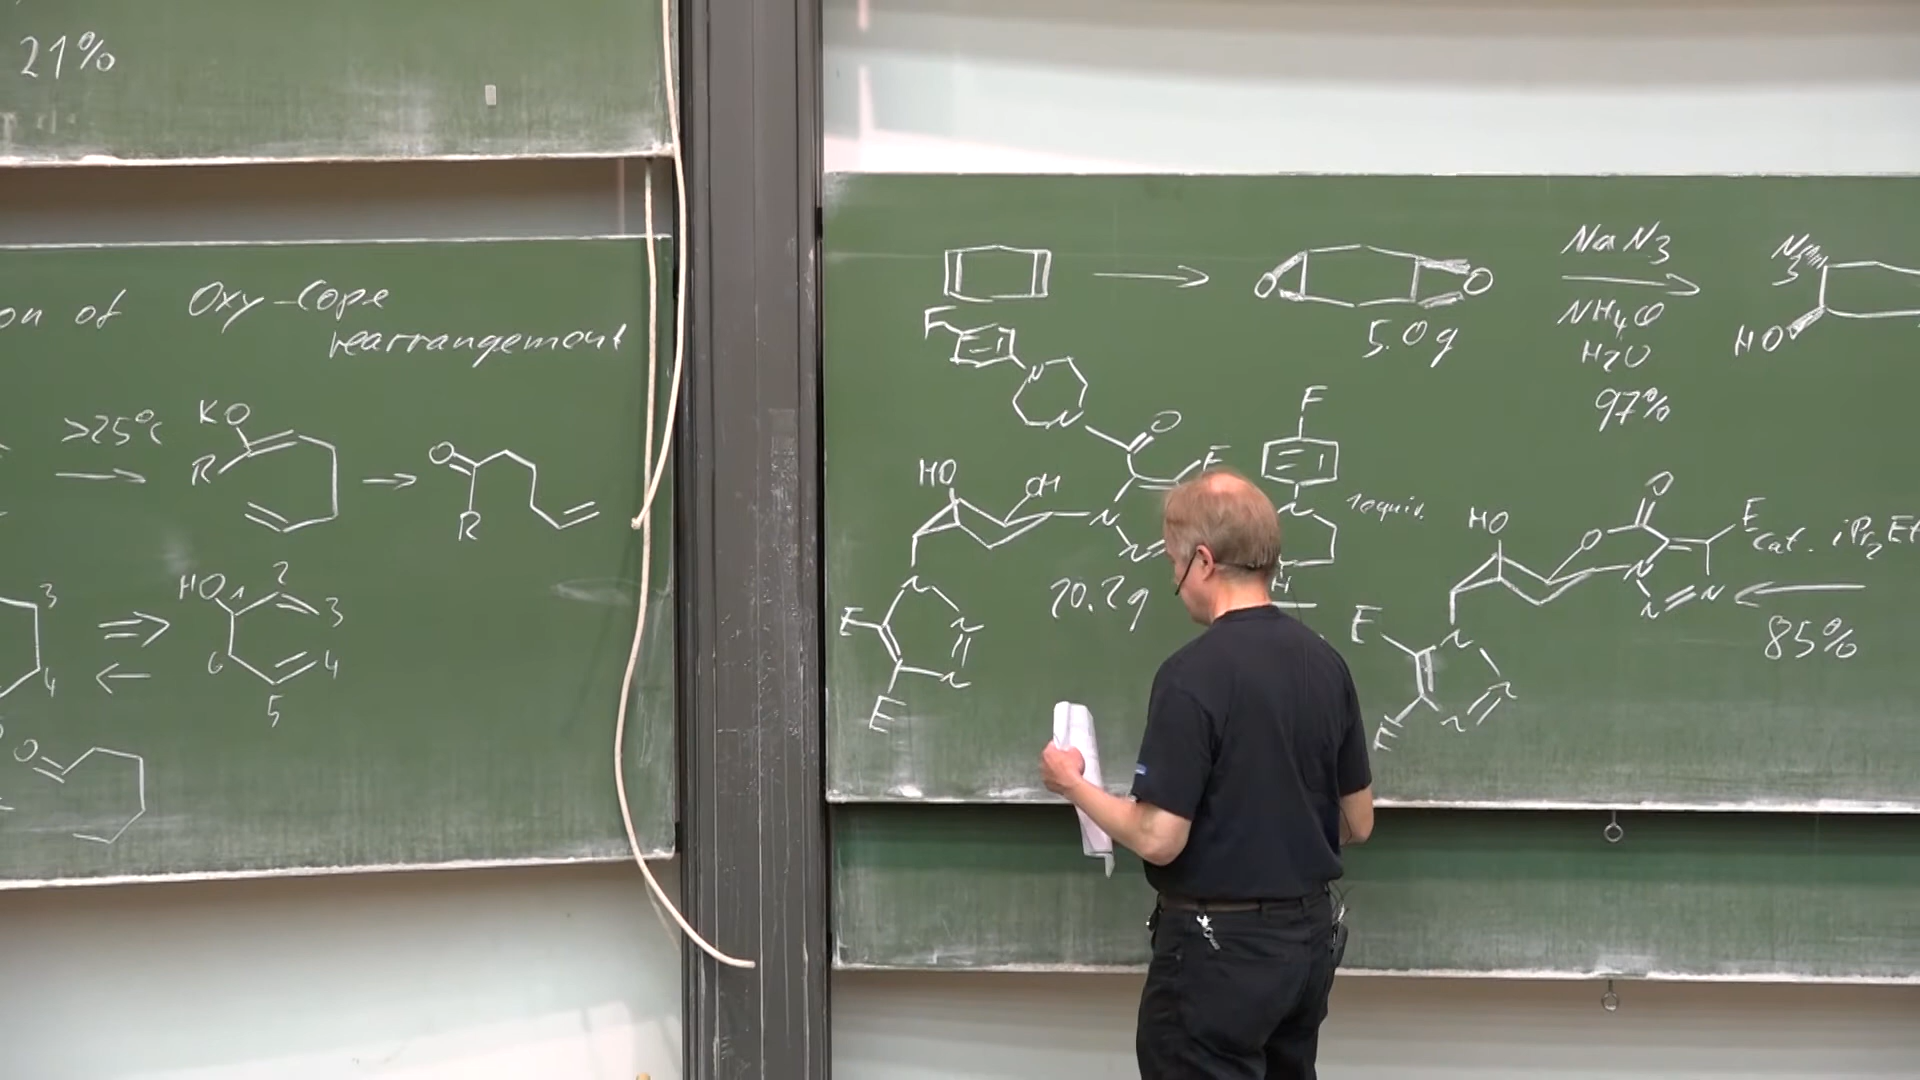 21%
on of Oxy-Cope
rearrangement
>25°C
KO
R
O
R
3
4
HO
1
2
3
4
5
6
O
O
O
5.0g
NaN3
NH4Cl
H2O
97%
N3
HO
F
N
N
O
E
HO
OH
N
N
20.2g
N
N
N
E
E
F
N
H
1 equiv.
HO
O
O
E
N
N
N
cat. iPr2Et
85%
E
N
N
N
E